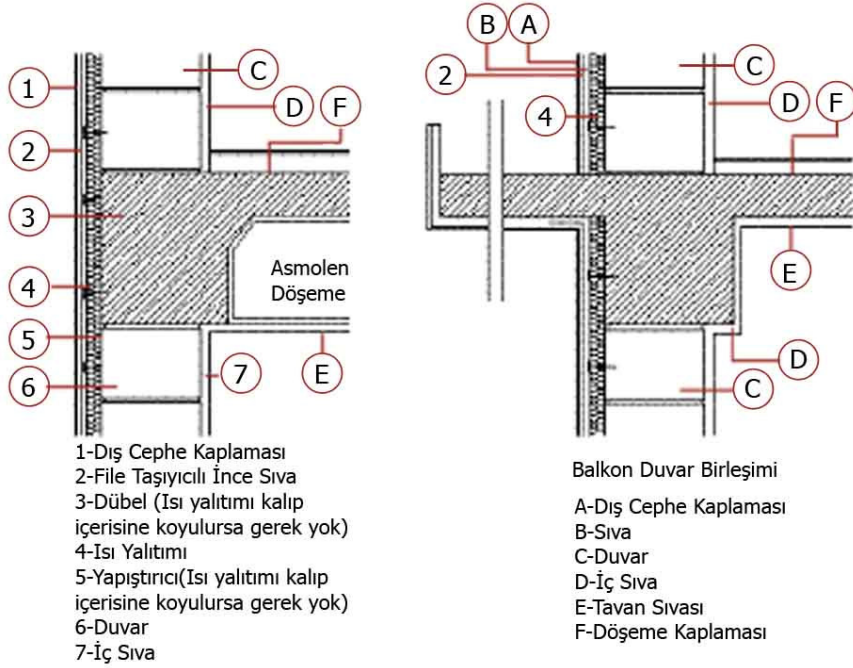 1
2
3
4
5
6
C
D
F
Asmolen
Döşeme
7
E
1-Dış Cephe Kaplaması
2-File Taşıyıcılı İnce Sıva
3-Dübel (Isı yalıtımı kalıp
içerisine koyulursa gerek yok)
4-Isı Yalıtımı
5-Yapıştırıcı(Isı yalıtımı kalıp
içerisine koyulursa gerek yok)
6-Duvar
7-İç Sıva
B
A
2
4
C
D
F
E
D
C
Balkon Duvar Birleşimi
A-Dış Cephe Kaplaması
B-Sıva
C-Duvar
D-İç Sıva
E-Tavan Sıvası
F-Döşeme Kaplaması